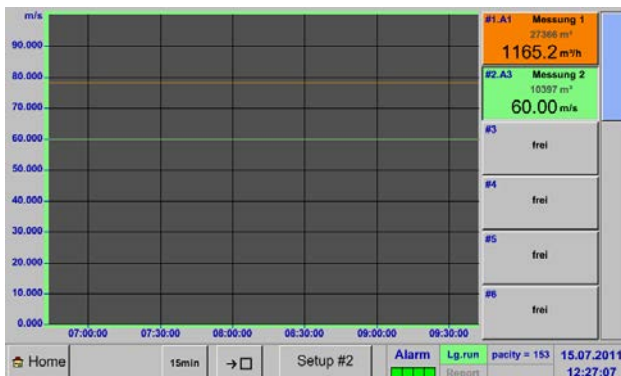 m/s
90.000
80.000
70.000
60.000
50.000
40.000
30.000
20.000
10.000
0.000
07:00:00 07:30:00 08:00:00 08:30:00 09:00:00 09:30:00
#1.A1 Messung 1
27366 m³
1165.2 m³/h
#2.A3 Messung 2
10397 m³
60.00 m/s
#3
frei
#4
frei
#5
frei
#6
frei
Home
15min
Setup #2
Alarm
Lg.run
Report
pacity = 153
15.07.2011
12:27:07